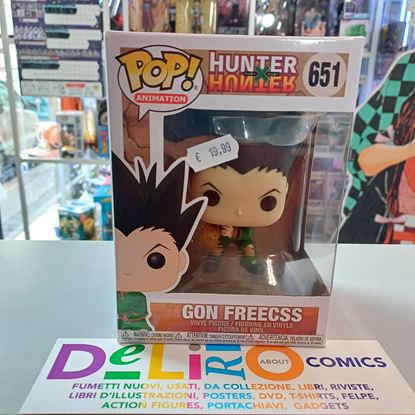 POP!
ANIMATION
HUNTER
HUNTER
651
€ 19,99
GON FREECSS
VINYL FIGURE / FIGURINE EN VINYLE
FIGURA DE VINIL
DELIRIO ABOUT COMICS
FUMETTI NUOVI, USATI, DA COLLEZIONE, LIBRI, RIVISTE,
LIBRI D'ILLUSTRAZIONI, POSTERS, DVD, T-SHIRTS, FELPE,
ACTION FIGURES, PORTACHIAVI, GADGETS